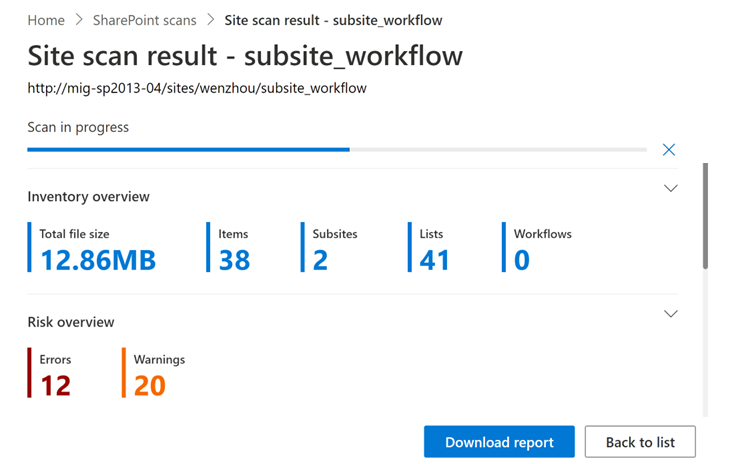 Home > SharePoint scans > Site scan result - subsite_workflow
Site scan result - subsite_workflow
http://mig-sp2013-04/sites/wenzhou/subsite_workflow
Scan in progress
Inventory overview
Total file size Items Subsites Lists Workflows
12.86MB 38 2 41 0
Risk overview
Errors Warnings
12 20
Download report Back to list